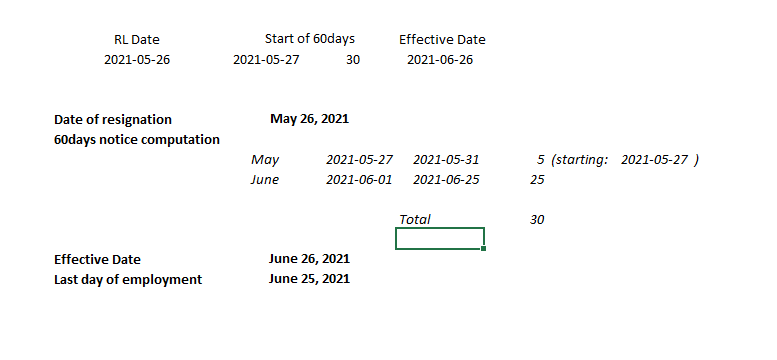 RL Date Start of 60days Effective Date
2021-05-26 2021-05-27 30 2021-06-26
Date of resignation May 26, 2021
60days notice computation
May 2021-05-27 2021-05-31 5 (starting: 2021-05-27 )
June 2021-06-01 2021-06-25 25
Total 30
Effective Date June 26, 2021
Last day of employment June 25, 2021